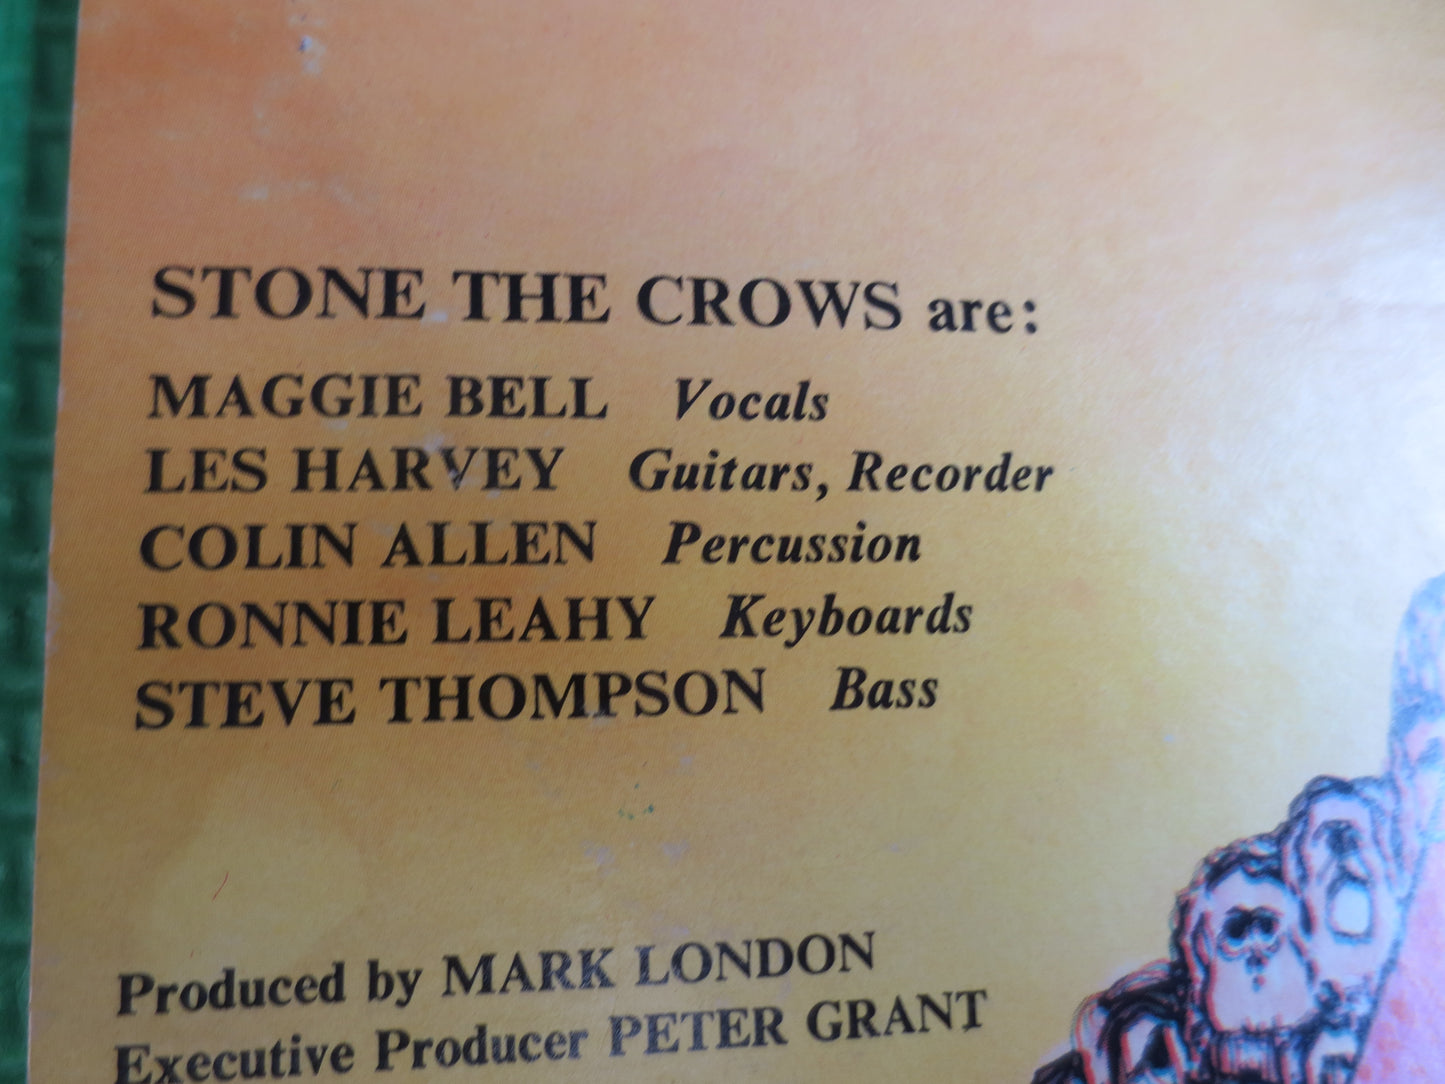 STONE THE CROWS are:
MAGGIE BELL Vocals
LES HARVEY Guitars, Recorder
COLIN ALLEN Percussion
RONNIE LEAHY Keyboards
STEVE THOMPSON Bass
Produced by MARK LONDON
Executive Producer PETER GRANT